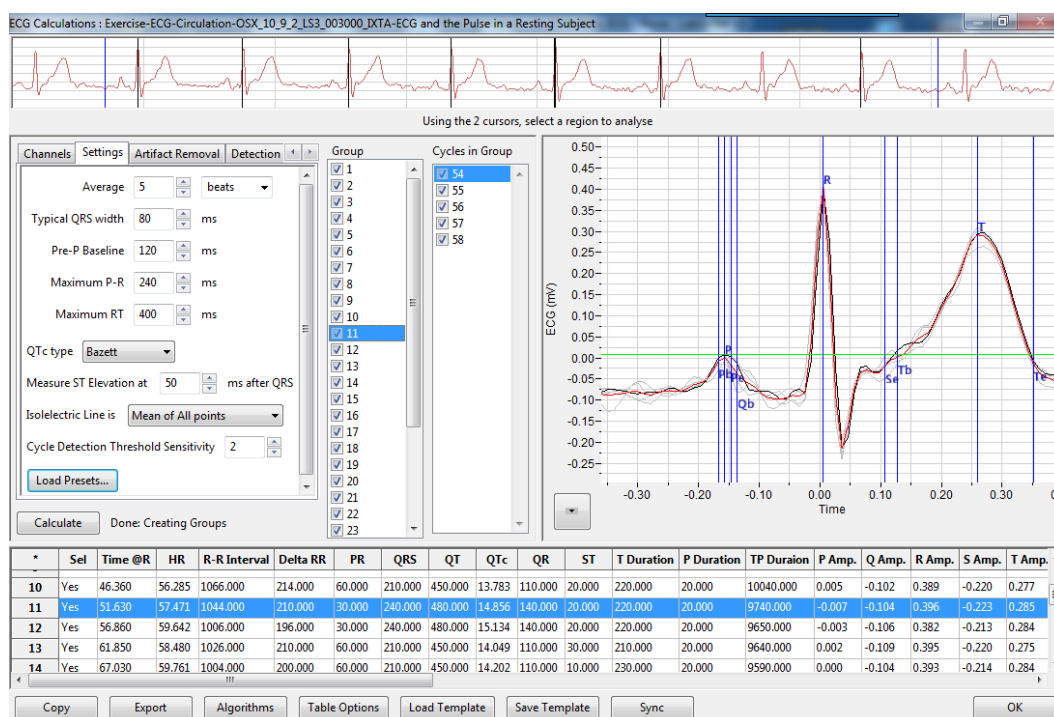 ECG Calculations : Exercise-ECG-Circulation-OSX_10_9_2_LS3_003000_IXTA-ECG and the Pulse in a Resting Subject
Using the 2 cursors, select a region to analyse
Channels Settings Artifact Removal Detection
Average 5 beats
Typical QRS width 80 ms
Pre-P Baseline 120 ms
Maximum P-R 240 ms
Maximum RT 400 ms
QTc type Bazett
Measure ST Elevation at 50 ms after QRS
Isolelectric Line is Mean of All points
Cycle Detection Threshold Sensitivity 2
Load Presets...
Calculate Done: Creating Groups
Group
1
2
3
4
5
6
7
8
9
10
11
12
13
14
15
16
17
18
19
20
21
22
23
Cycles in Group
54
55
56
57
58
ECG (mV)
0.50
0.45
0.40
0.35
0.30
0.25
0.20
0.15
0.10
0.05
0.00
-0.05
-0.10
-0.15
-0.20
-0.25
R
T
P
Pb Pe
Qb
Se
Tb
Te
-0.30 -0.20 -0.10 0.00 0.10 0.20 0.30
Time
* Sel Time @R HR R-R Interval Delta RR PR QRS QT QTc QR ST T Duration P Duration TP Duraion P Amp. Q Amp. R Amp. S Amp. T Amp.
10 Yes 46.360 56.285 1066.000 214.000 60.000 210.000 450.000 13.783 110.000 20.000 220.000 20.000 10040.000 0.005 -0.102 0.389 -0.220 0.277
11 Yes 51.630 57.471 1044.000 210.000 30.000 240.000 480.000 14.856 140.000 20.000 220.000 20.000 9740.000 -0.007 -0.104 0.396 -0.223 0.285
12 Yes 56.860 59.642 1006.000 196.000 30.000 240.000 480.000 15.134 140.000 20.000 220.000 20.000 9650.000 -0.003 -0.106 0.382 -0.213 0.284
13 Yes 61.850 58.480 1026.000 210.000 60.000 210.000 450.000 14.049 110.000 30.000 210.000 20.000 9640.000 0.002 -0.109 0.395 -0.220 0.275
14 Yes 67.030 59.761 1004.000 200.000 60.000 210.000 450.000 14.202 110.000 10.000 230.000 20.000 9590.000 0.000 -0.104 0.393 -0.214 0.284
Copy Export Algorithms Table Options Load Template Save Template Sync OK